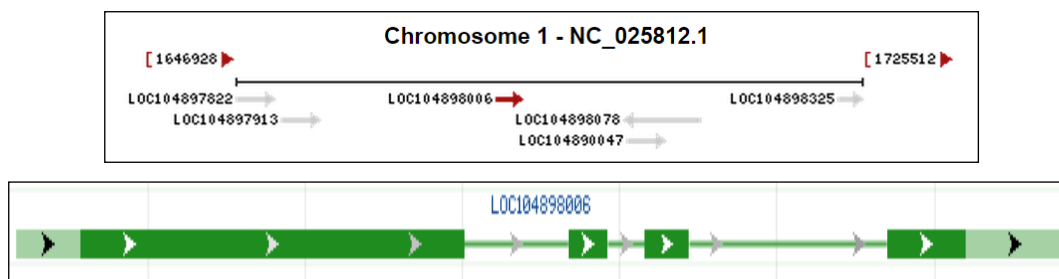 Chromosome 1 - NC_025812.1
[ 1646928
[ 1725512
LOC104897822
LOC104898006
LOC104898325
LOC104897913
LOC104898078
LOC104890047
LOC104898006